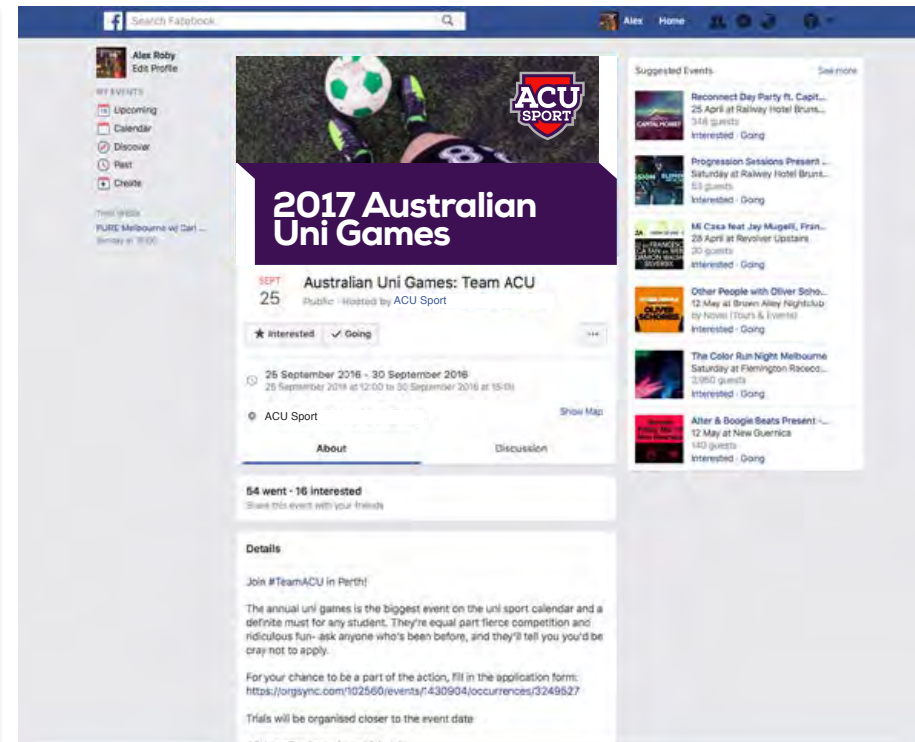 Search Facebook
Alex Home
Alex Roby
Edit Profile
MY EVENTS
Upcoming
Calendar
Discover
Past
Create
THIS WEEK
PURE Melbourne w/ Carl ...
ACU
SPORT
2017 Australian
Uni Games
SEPT
25
Australian Uni Games: Team ACU
Public · Hosted by ACU Sport
Interested
Going
25 September 2016 - 30 September 2016
25 September 2016 at 12:00 to 30 September 2016 at 15:00
ACU Sport
Show Map
About
Discussion
54 went · 16 interested
Share this event with your friends
Details
Join #TeamACU in Perth!
The annual uni games is the biggest event on the uni sport calendar and a
definite must for any student. They're equal part fierce competition and
ridiculous fun- ask anyone who's been before, and they'll tell you you'd be
cray not to apply.
For your chance to be a part of the action, fill in the application form:
https://orgsync.com/102560/events/1430904/occurrences/3249527
Trials will be organised closer to the event date
Suggested Events
See more
Reconnect Day Party ft. Capit...
25 April at Railway Hotel Bruns...
348 guests
Interested · Going
Progression Sessions Present ...
Saturday at Railway Hotel Bruns...
53 guests
Interested · Going
Mi Casa feat Jay Mugelli, Fran...
28 April at Revolver Upstairs
30 guests
Interested · Going
Other People with Oliver Scho...
12 May at Brown Alley Nightclub
by Novel (Tours & Events)
Interested · Going
The Color Run Night Melbourne
Saturday at Flemington Raceco...
3,950 guests
Interested · Going
Alter & Boogie Beats Present -...
12 May at New Guernica
140 guests
Interested · Going